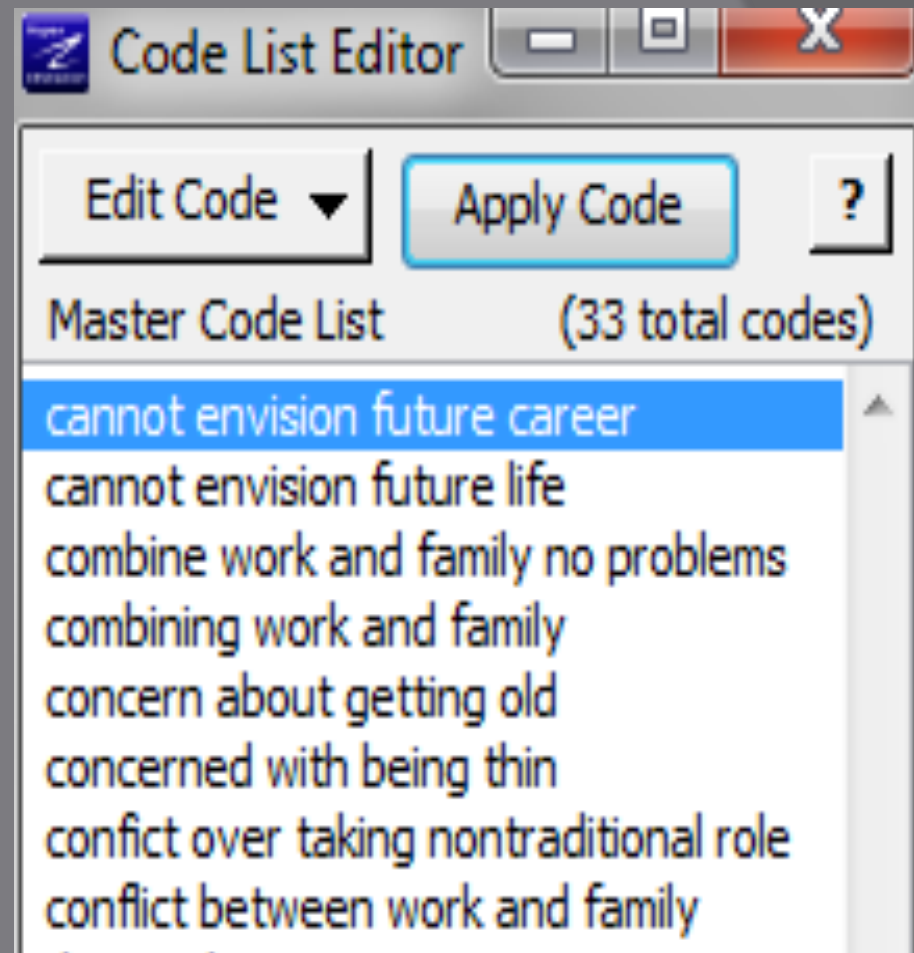 Code List Editor
Edit Code
Apply Code
?
Master Code List (33 total codes)
cannot envision future career
cannot envision future life
combine work and family no problems
combining work and family
concern about getting old
concerned with being thin
confict over taking nontraditional role
conflict between work and family